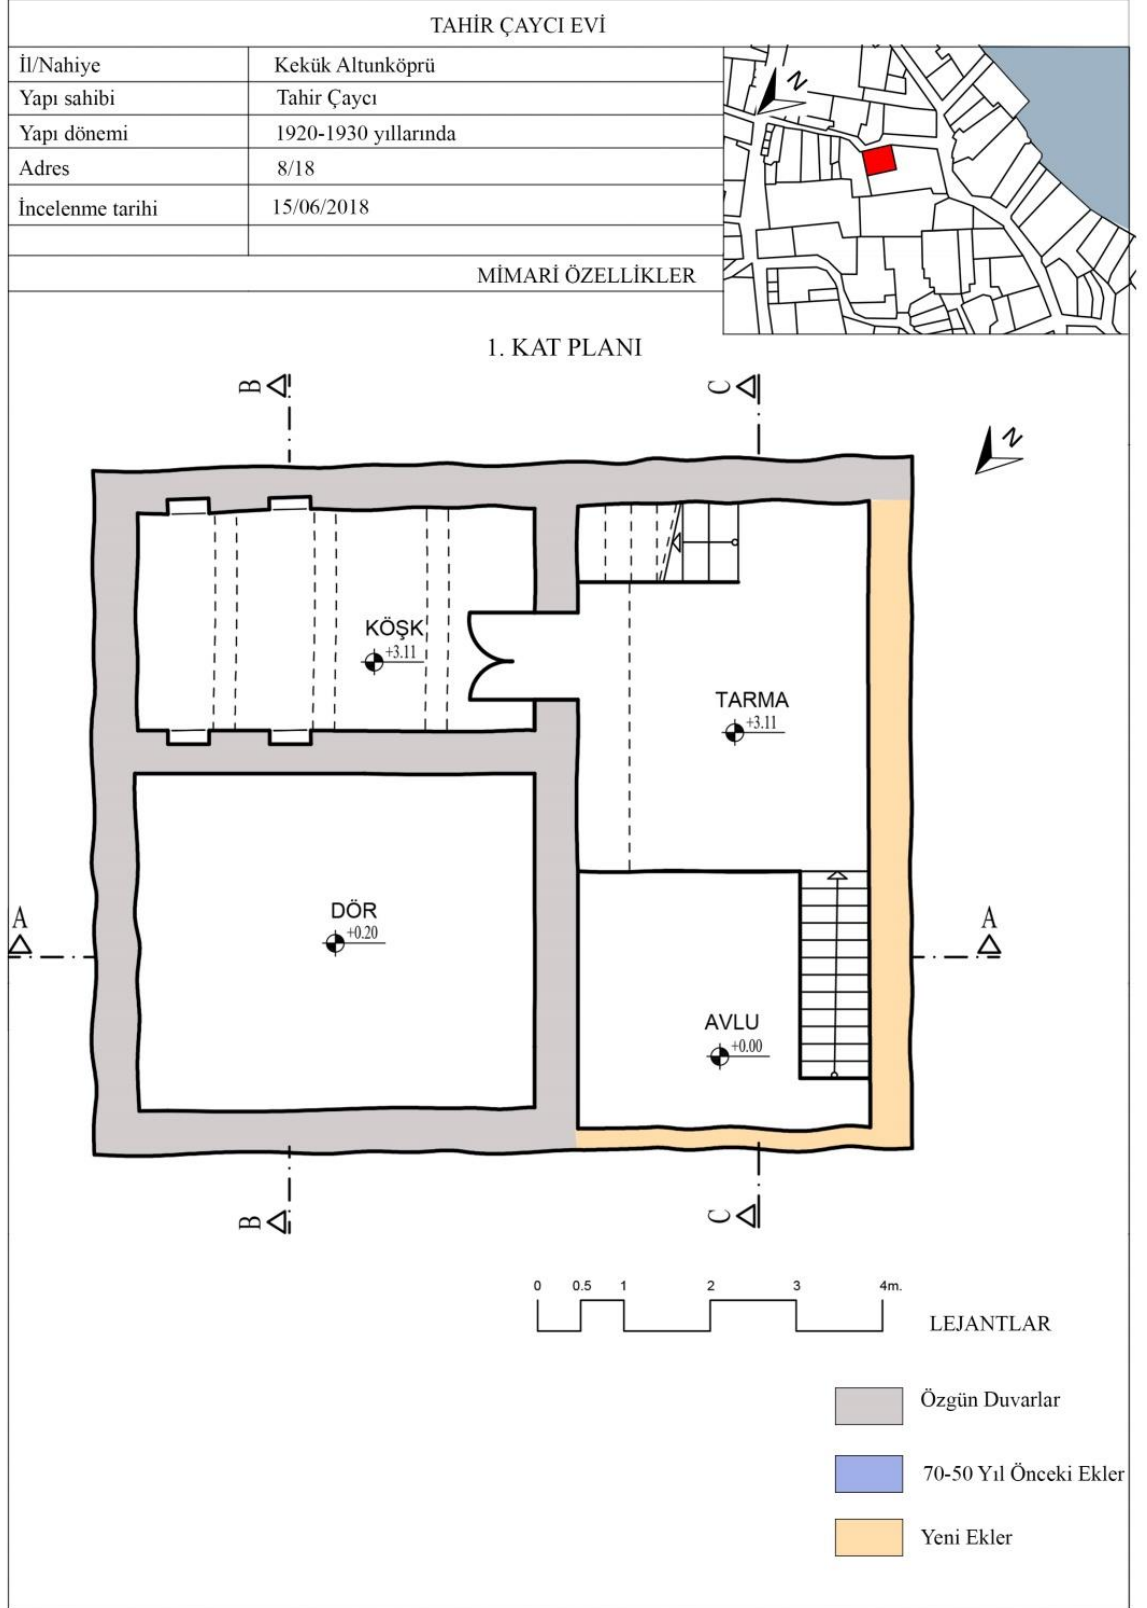 TAHİR ÇAYCI EVİ
İl/Nahiye Kekük Altunköprü
Yapı sahibi Tahir Çaycı
Yapı dönemi 1920-1930 yıllarında
Adres 8/18
İncelenme tarihi 15/06/2018
N
MİMARİ ÖZELLİKLER
1. KAT PLANI
B C
N
KÖŞK
+3.11
TARMA
+3.11
DÖR
+0.20
A A
AVLU
+0.00
B C
0 0.5 1 2 3 4m.
LEJANTLAR
Özgün Duvarlar
70-50 Yıl Önceki Ekler
Yeni Ekler